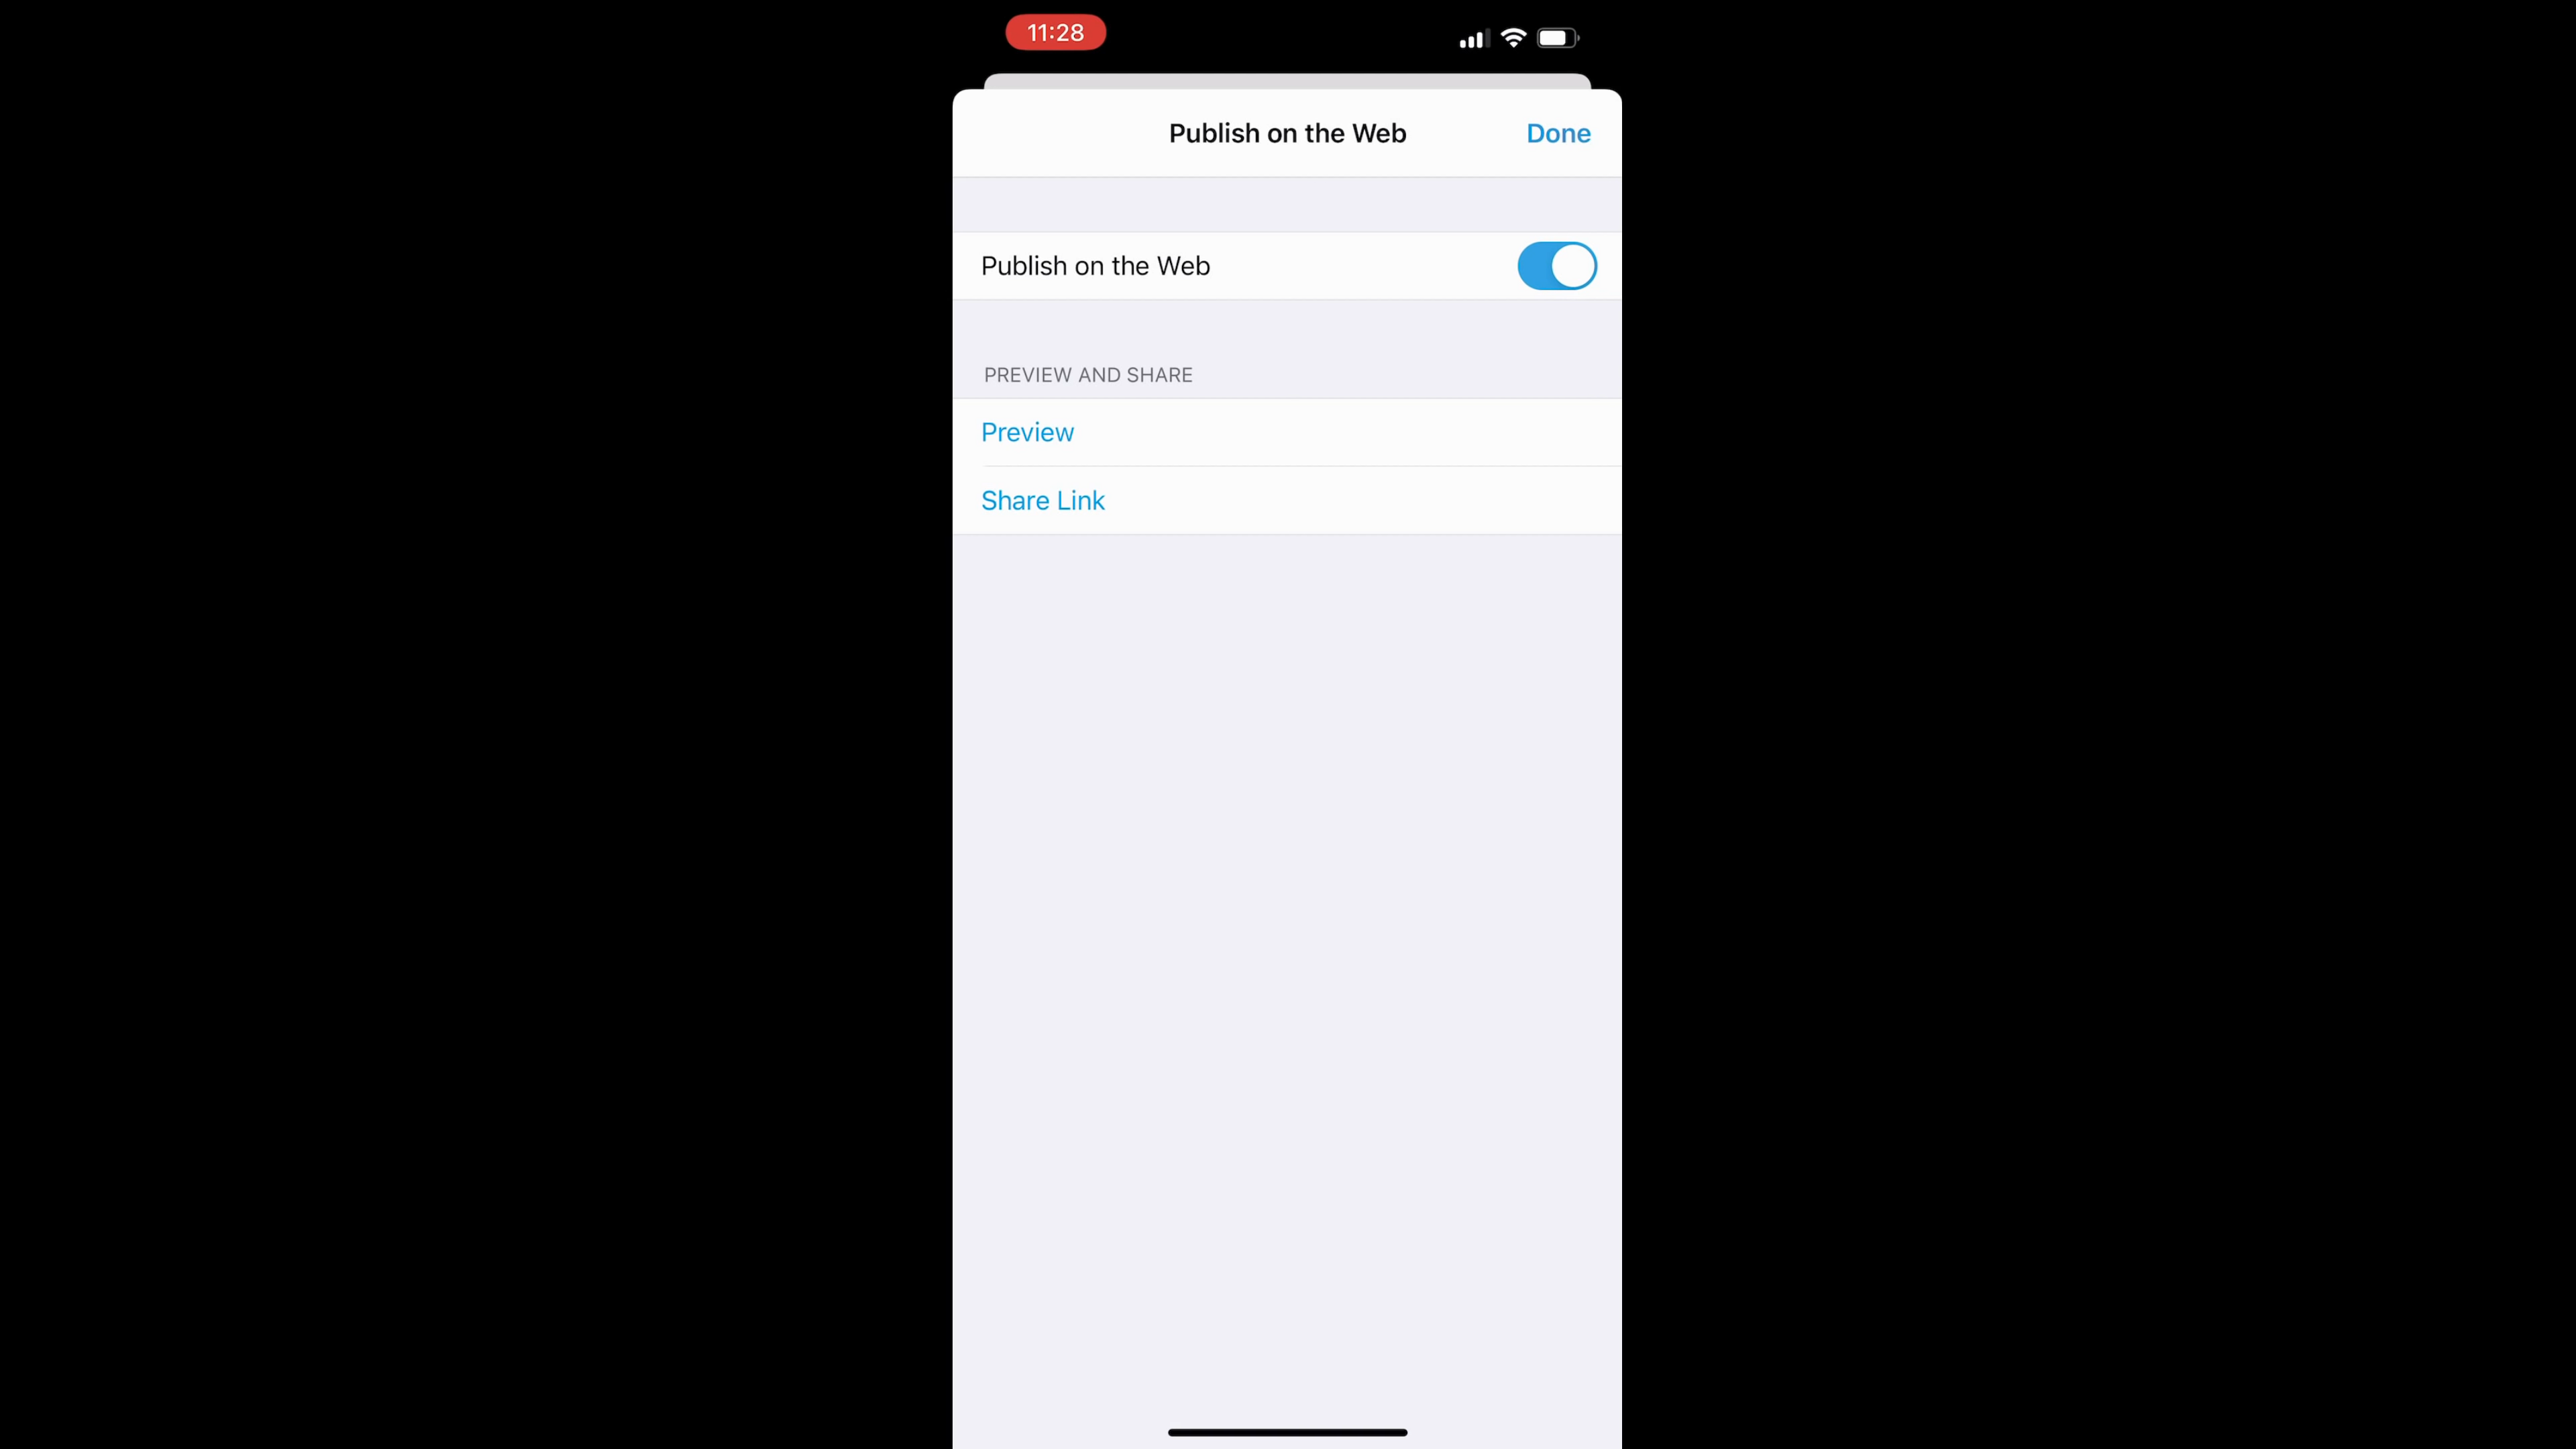 11:28
Publish on the Web
Done
Publish on the Web
PREVIEW AND SHARE
Preview
Share Link